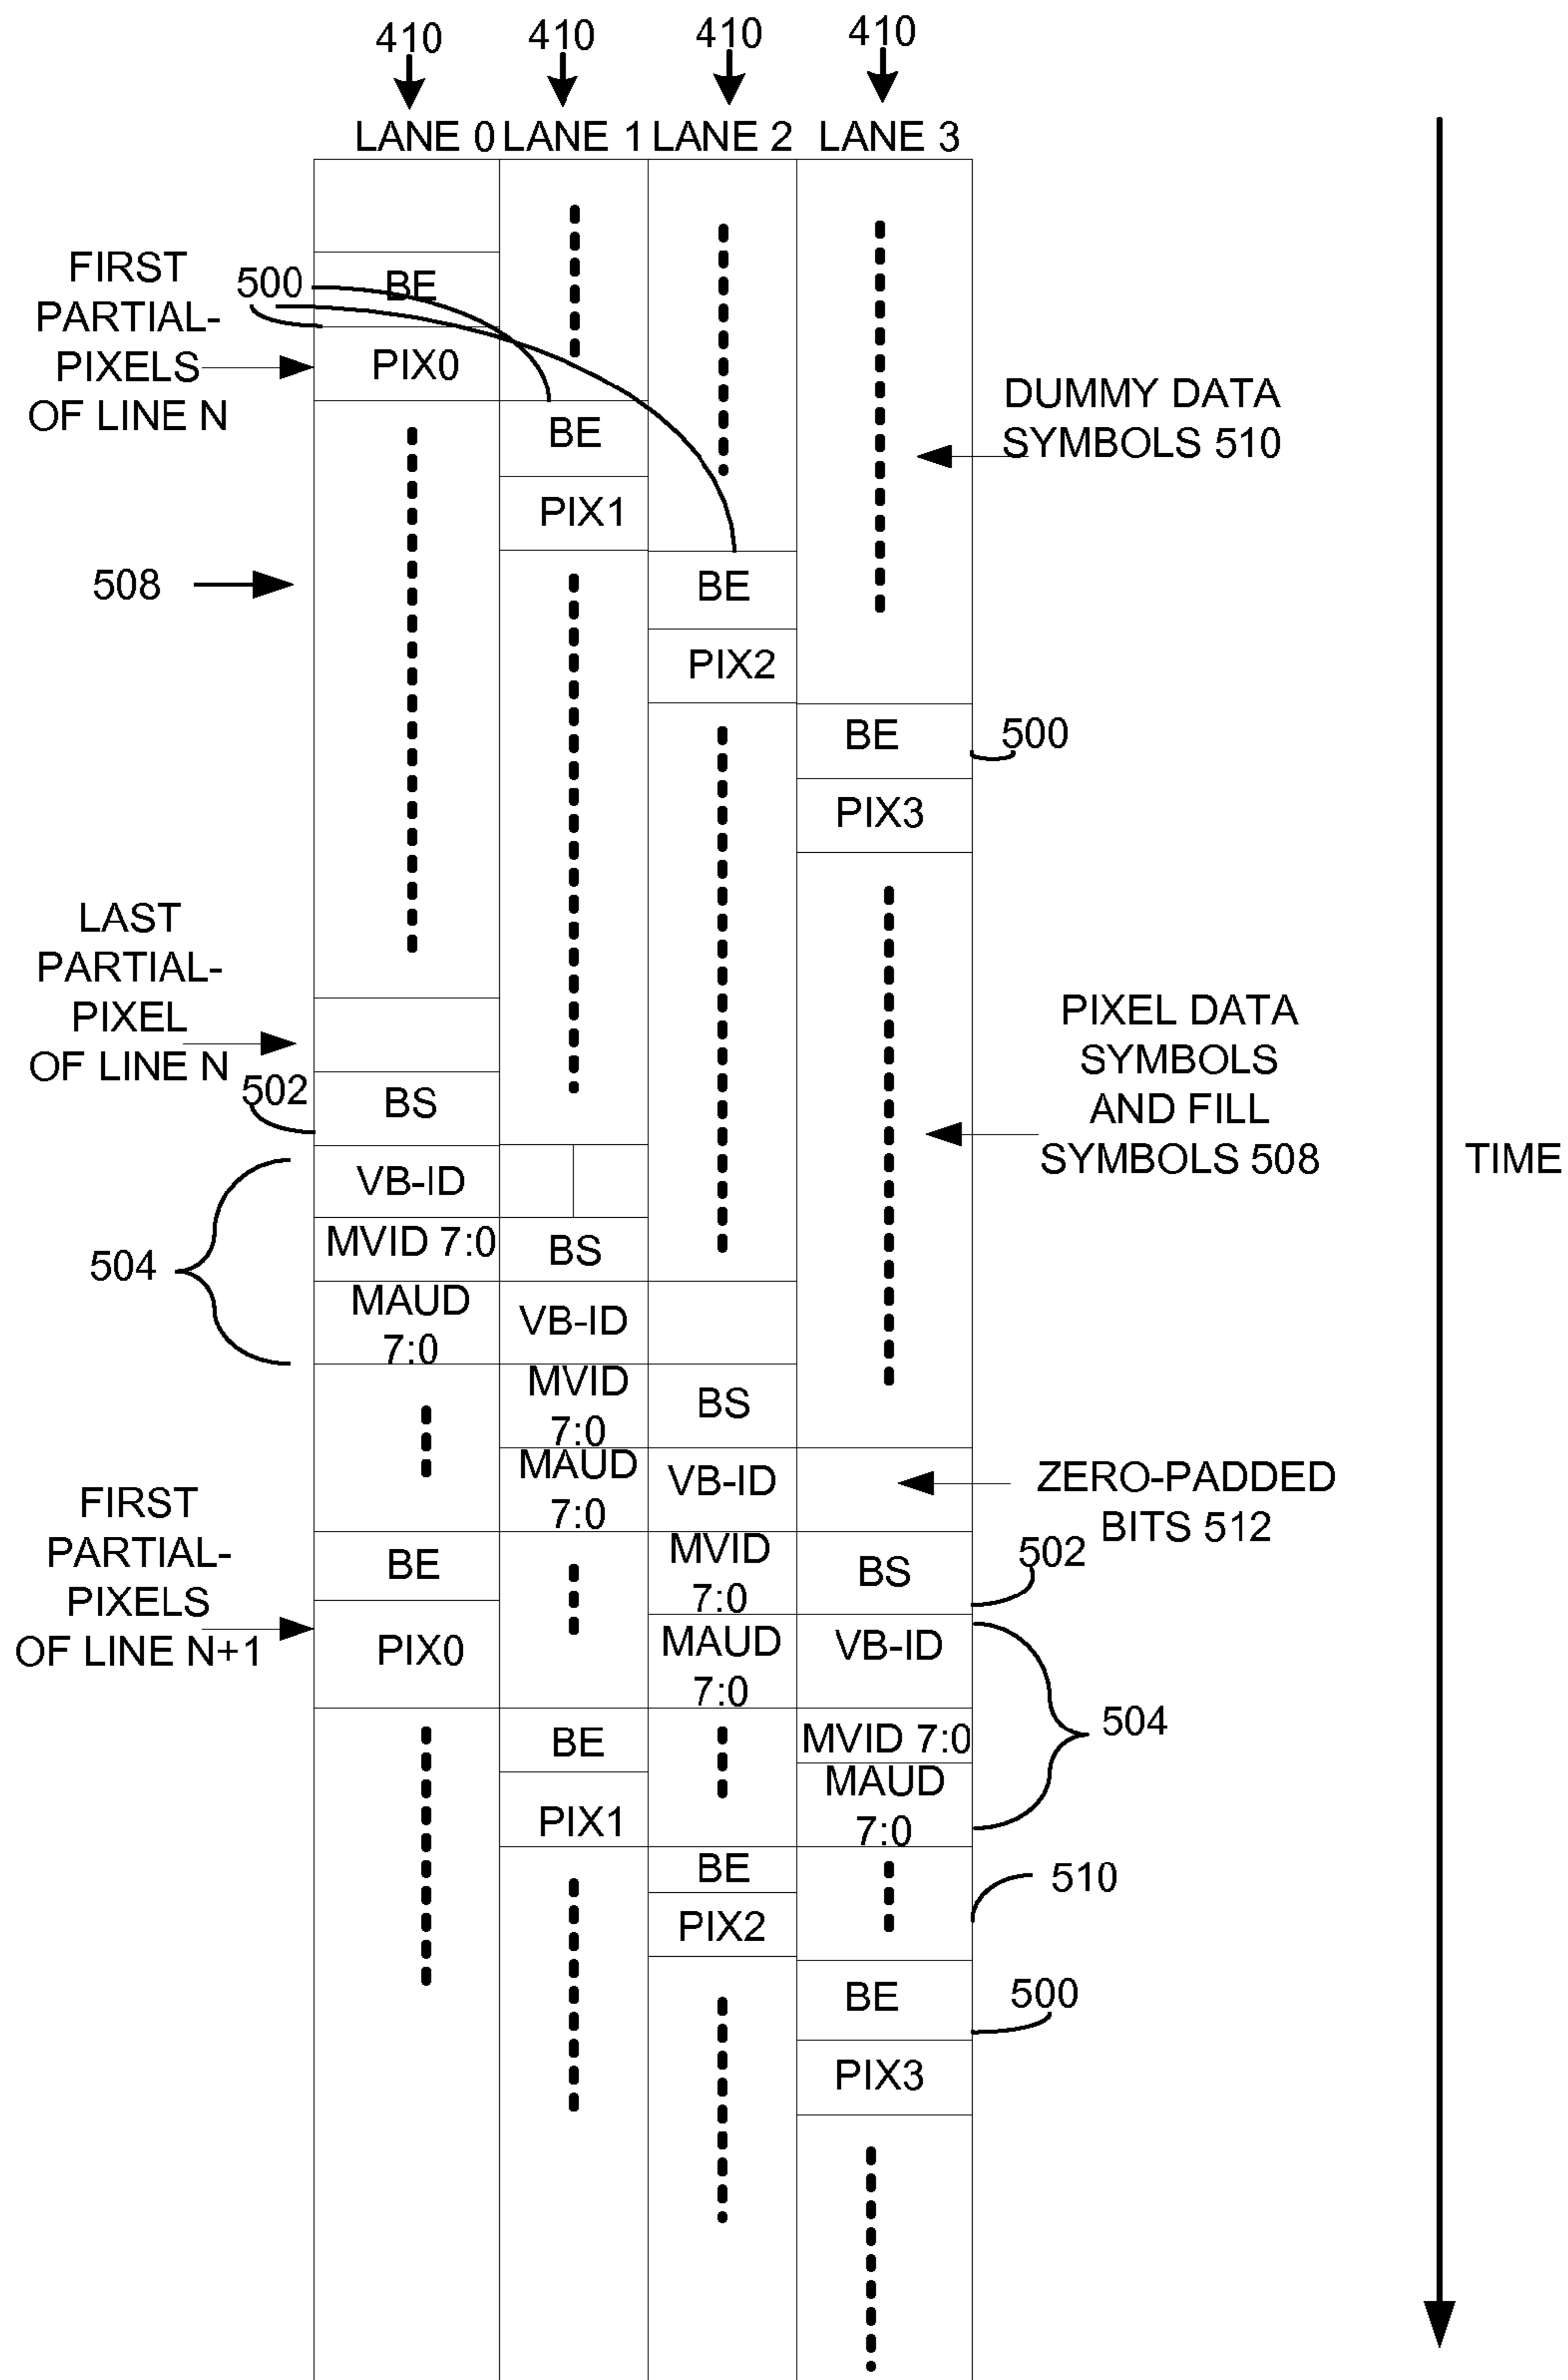 410 410 410 410
LANE 0 LANE 1 LANE 2 LANE 3
FIRST
PARTIAL-
PIXELS
OF LINE N
500
BE
PIX0
DUMMY DATA
SYMBOLS 510
BE
PIX1
508
BE
PIX2
BE
500
PIX3
LAST
PARTIAL-
PIXEL
OF LINE N
PIXEL DATA
SYMBOLS
AND FILL
SYMBOLS 508
TIME
502
BS
VB-ID
504
MVID 7:0
BS
MAUD
7:0
VB-ID
MVID
7:0
BS
MAUD
7:0
VB-ID
ZERO-PADDED
BITS 512
FIRST
PARTIAL-
PIXELS
OF LINE N+1
BE
MVID
7:0
BS
502
PIX0
MAUD
7:0
VB-ID
504
BE
MVID 7:0
MAUD
7:0
PIX1
BE
510
PIX2
BE
500
PIX3